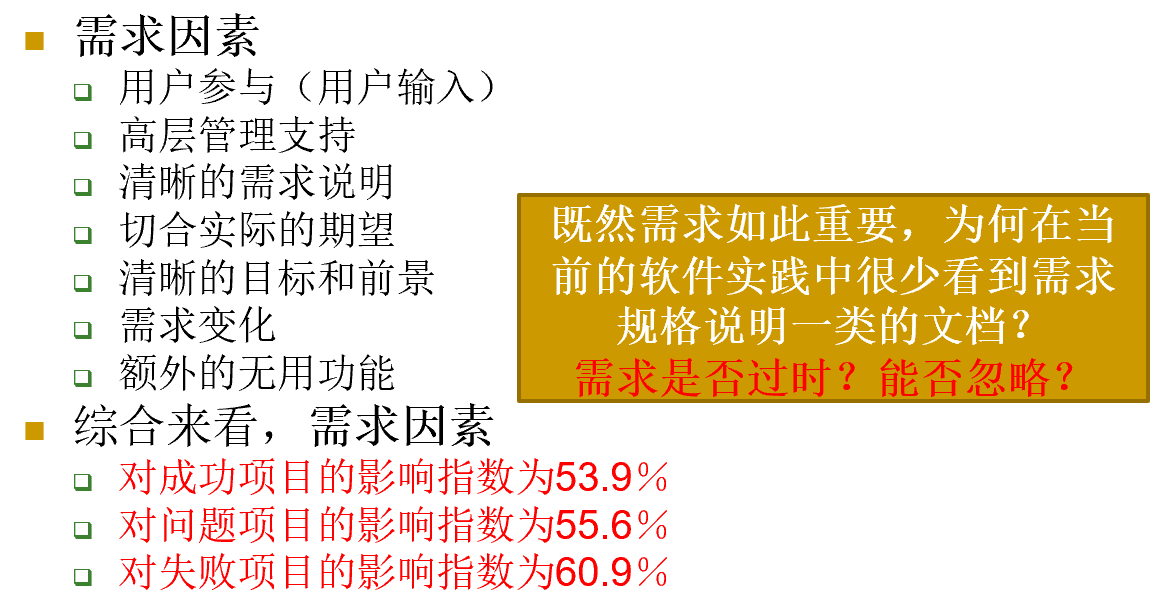 需求因素
用户参与（用户输入）
高层管理支持
清晰的需求说明
切合实际的期望
清晰的目标和前景
需求变化
额外的无用功能
综合来看，需求因素
对成功项目的影响指数为53.9％
对问题项目的影响指数为55.6％
对失败项目的影响指数为60.9％
既然需求如此重要，为何在当
前的软件实践中很少看到需求
规格说明一类的文档？
需求是否过时？能否忽略？